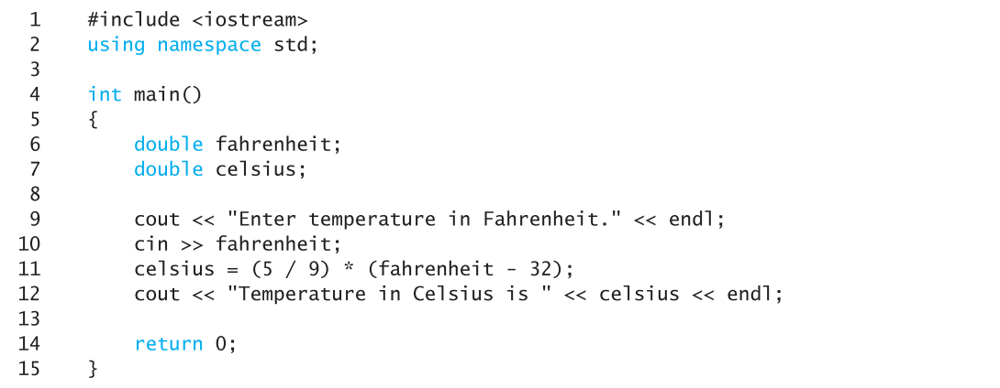 1 #include <iostream>
2 using namespace std;
3
4 int main()
5 {
6 double fahrenheit;
7 double celsius;
8
9 cout << "Enter temperature in Fahrenheit." << endl;
10 cin >> fahrenheit;
11 celsius = (5 / 9) * (fahrenheit - 32);
12 cout << "Temperature in Celsius is " << celsius << endl;
13
14 return 0;
15 }